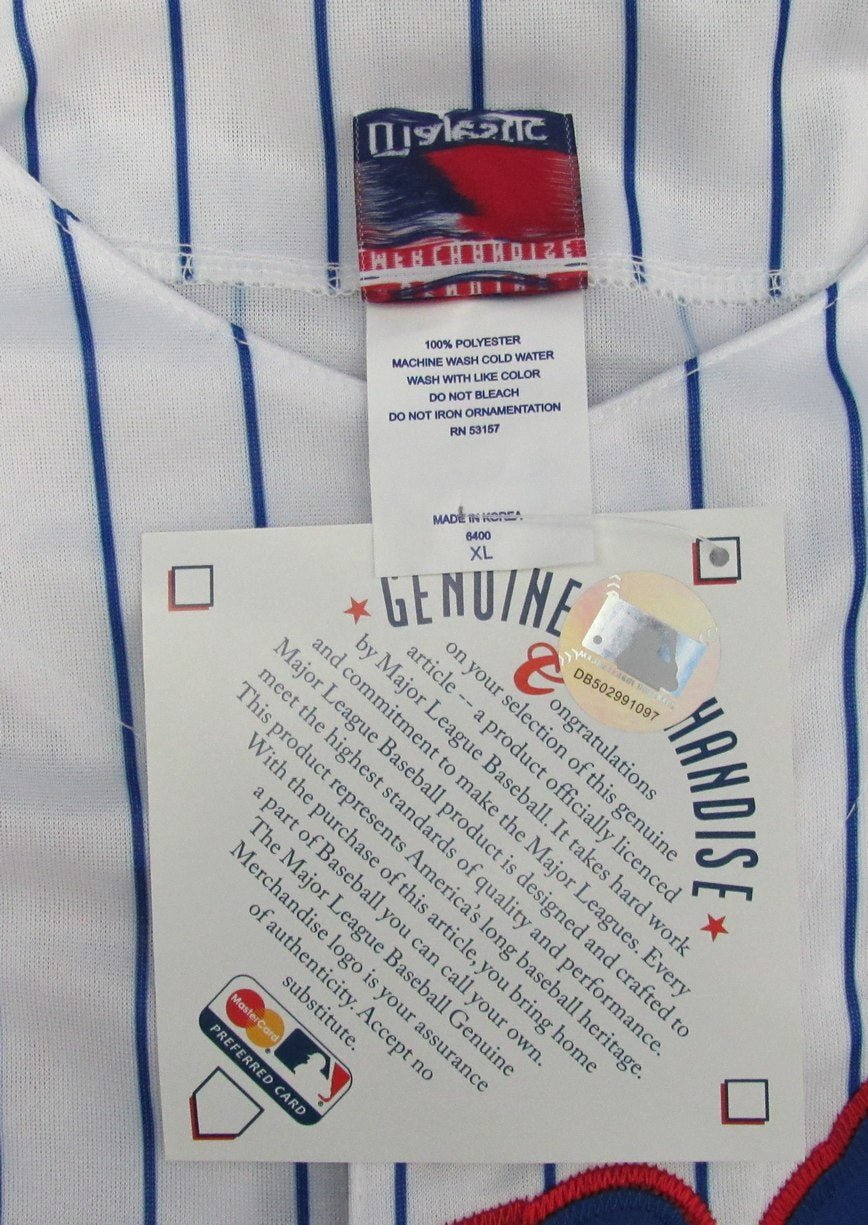 Majestic
100% POLYESTER
MACHINE WASH COLD WATER
WASH WITH LIKE COLOR
DO NOT BLEACH
DO NOT IRON ORNAMENTATION
RN 53157
MADE IN KOREA
6400
XL
GENUINE
HANDISE
DB502991097
Congratulations
on your selection of this genuine
article -- a product officially licenced
by Major League Baseball. It takes hard work
and commitment to make the Major Leagues. Every
Major League Baseball product is designed and crafted to
meet the highest standards of quality and performance.
This product represents America's long baseball heritage.
With the purchase of this article, you bring home
a part of Baseball you can call your own.
The Major League Baseball Genuine
Merchandise logo is your assurance
of authenticity. Accept no
substitute.
MasterCard
PREFERRED CARD